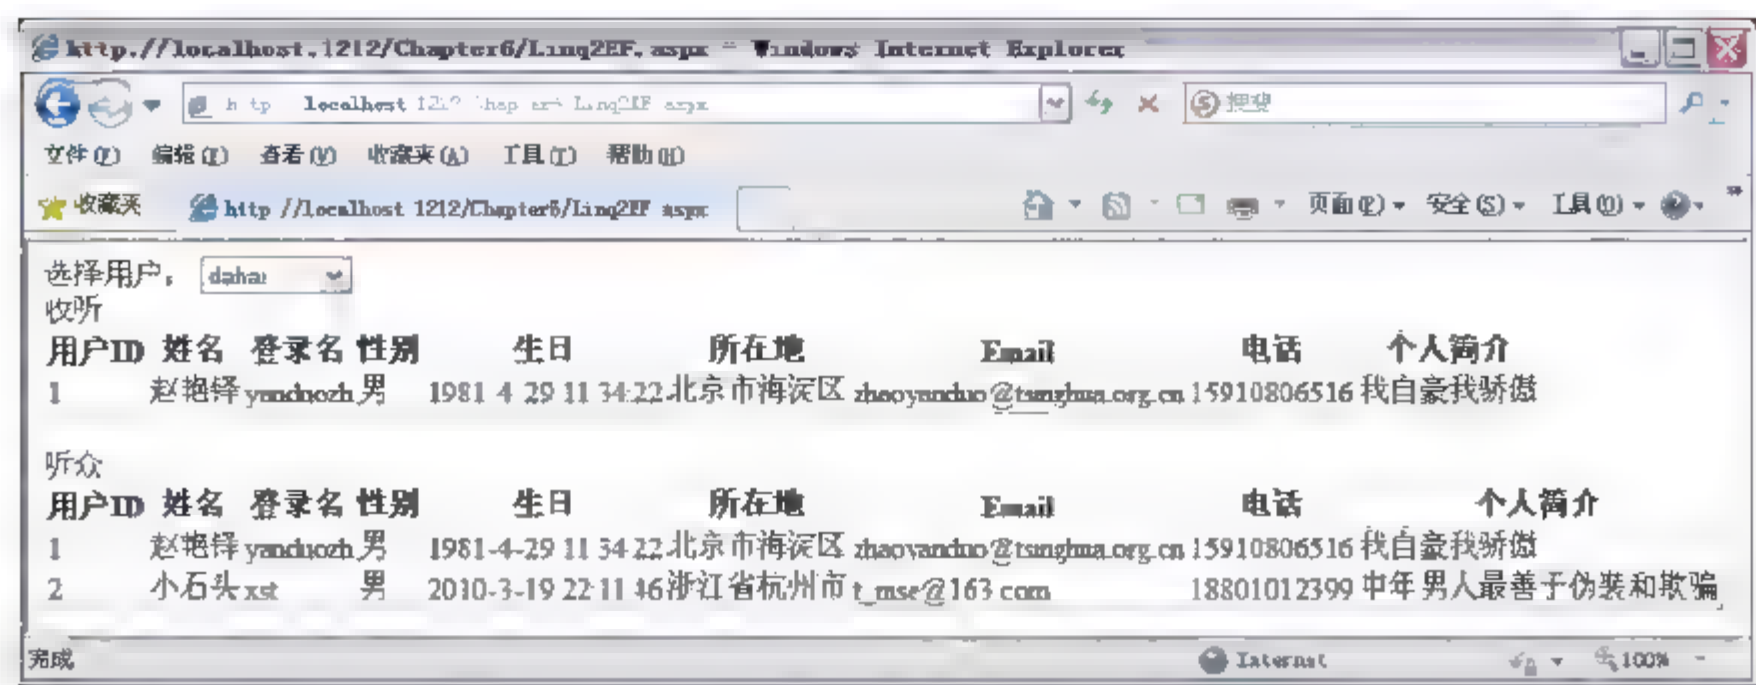 http://localhost:1212/Chapter6/Linq2EF.aspx - Windows Internet Explorer
localhost Linq2EF aspx 搜搜
文件(F) 编辑(E) 查看(V) 收藏夹(A) 工具(T) 帮助(H)
收藏夹 http //localhost 1212/Chapter6/Linq2EF aspx 页面(P) 安全(S) 工具(O) »
选择用户: dahai
收听
用户ID 姓名 登录名 性别 生日 所在地 Email 电话 个人简介
1 赵艳铎 yanduozh 男 1981-4-29 11:34:22 北京市海淀区 zhaoyanduo@tsinghua.org.cn 15910806516 我自豪我骄傲
听众
用户ID 姓名 登录名 性别 生日 所在地 Email 电话 个人简介
1 赵艳铎 yanduozh 男 1981-4-29 11:34:22 北京市海淀区 zhaoyanduo@tsinghua.org.cn 15910806516 我自豪我骄傲
2 小石头 xst 男 2010-3-19 22:11:46 浙江省杭州市 t_mse@163.com 18801012399 中年男人最善于伪装和欺骗
完成 Internet 100%